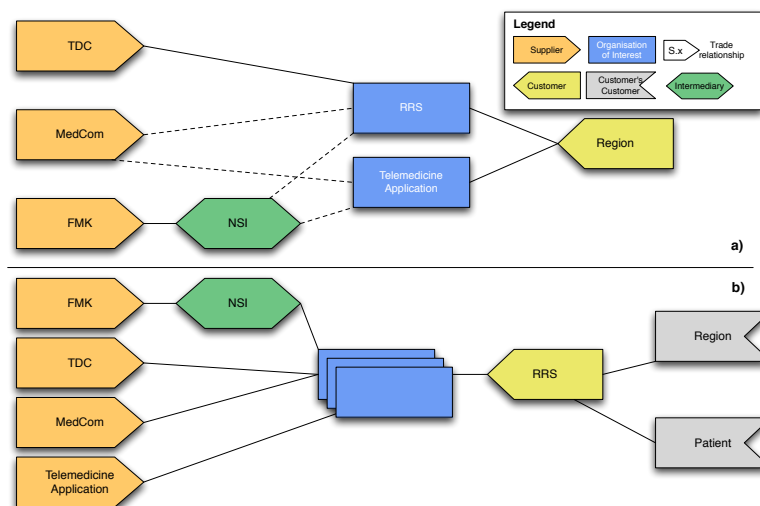 TDC
MedCom
FMK
NSI
RRS
Telemedicine
Application
Region
Legend
Supplier
Organisation
of Interest
S.x
Trade
relationship
Customer
Customer's
Customer
Intermediary
a)
b)
FMK
NSI
TDC
MedCom
Telemedicine
Application
RRS
Region
Patient